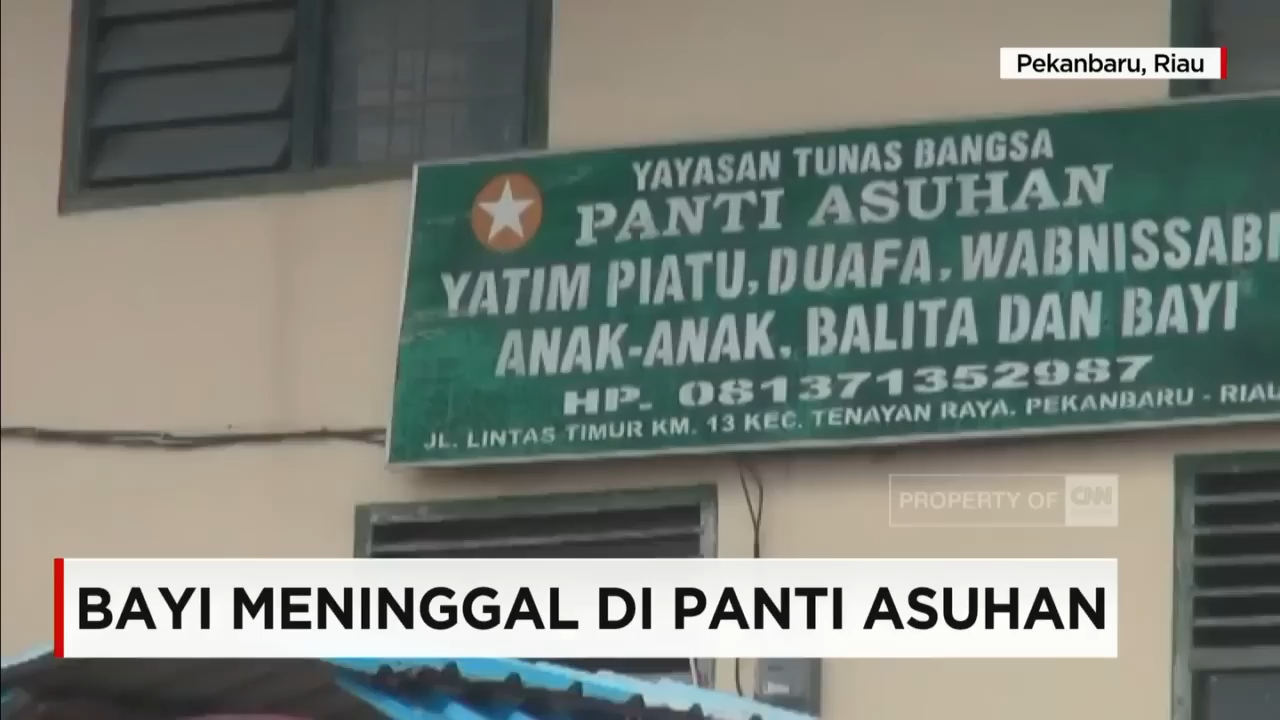 Pekanbaru, Riau
YAYASAN TUNAS BANGSA
PANTI ASUHAN
YATIM PIATU, DUAFA, WABNISSABI
ANAK-ANAK, BALITA DAN BAYI
HP. 081371352987
JL. LINTAS TIMUR KM. 13 KEC. TENAYAN RAYA. PEKANBARU - RIAU
PROPERTY OF CNN
BAYI MENINGGAL DI PANTI ASUHAN